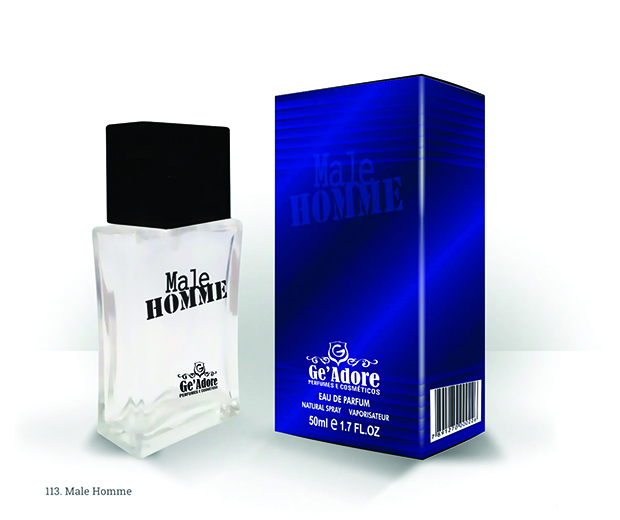 Male
HOMME
Ge'Adore
PERFUMES E COSMÉTICOS
Male
HOMME
G
Ge'Adore
PERFUMES E COSMÉTICOS
EAU DE PARFUM
NATURAL SPRAY VAPORISATEUR
50ml e 1.7 FL.OZ
113. Male Homme